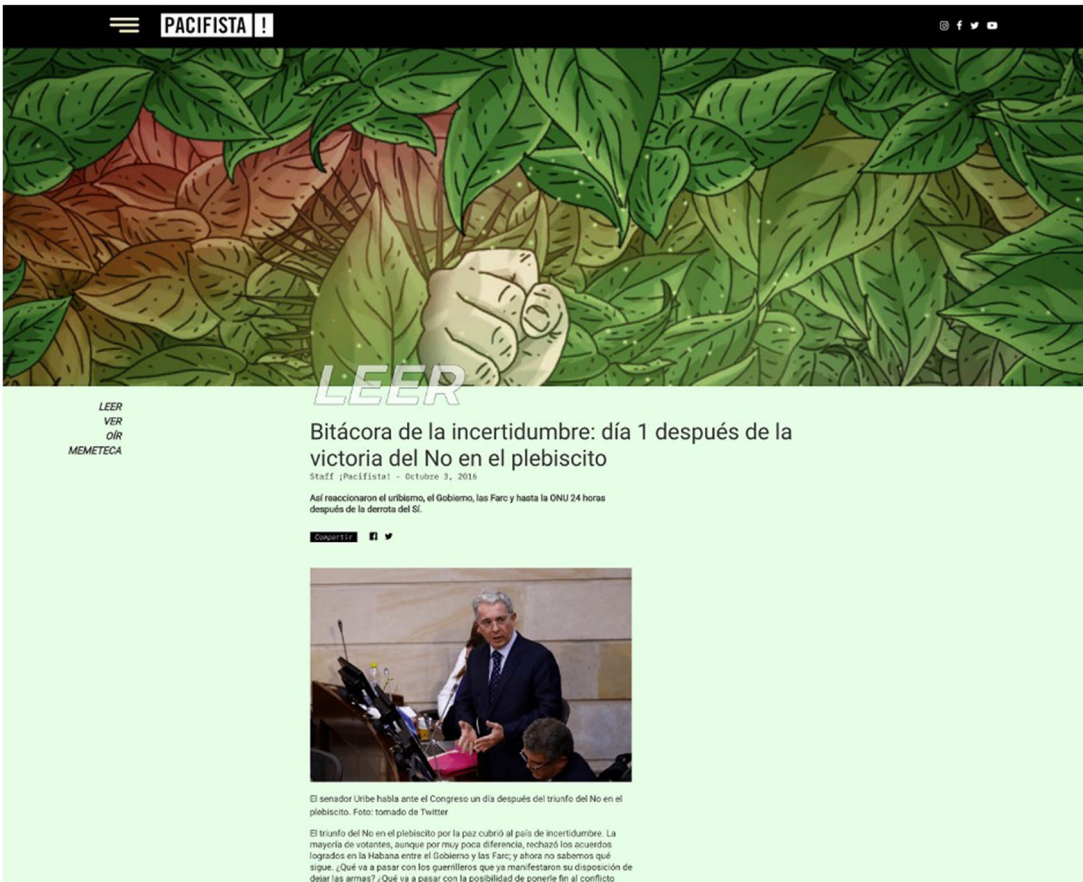 PACIFISTA !
LEER
LEER
VER
OÍR
MEMETECA
Bitácora de la incertidumbre: día 1 después de la
victoria del No en el plebiscito
Staff ¡Pacifista! - Octubre 3, 2016
Así reaccionaron el uribismo, el Gobierno, las Farc y hasta la ONU 24 horas
después de la derrota del Sí.
Compartir
El senador Uribe habla ante el Congreso un día después del triunfo del No en el
plebiscito. Foto: tomado de Twitter
El triunfo del No en el plebiscito por la paz cubrió al país de incertidumbre. La
mayoría de votantes, aunque por muy poca diferencia, rechazó los acuerdos
logrados en la Habana entre el Gobierno y las Farc; y ahora no sabemos qué
sigue. ¿Qué va a pasar con los guerrilleros que ya manifestaron su disposición de
dejar las armas? ¿Qué va a pasar con la posibilidad de ponerle fin al conflicto